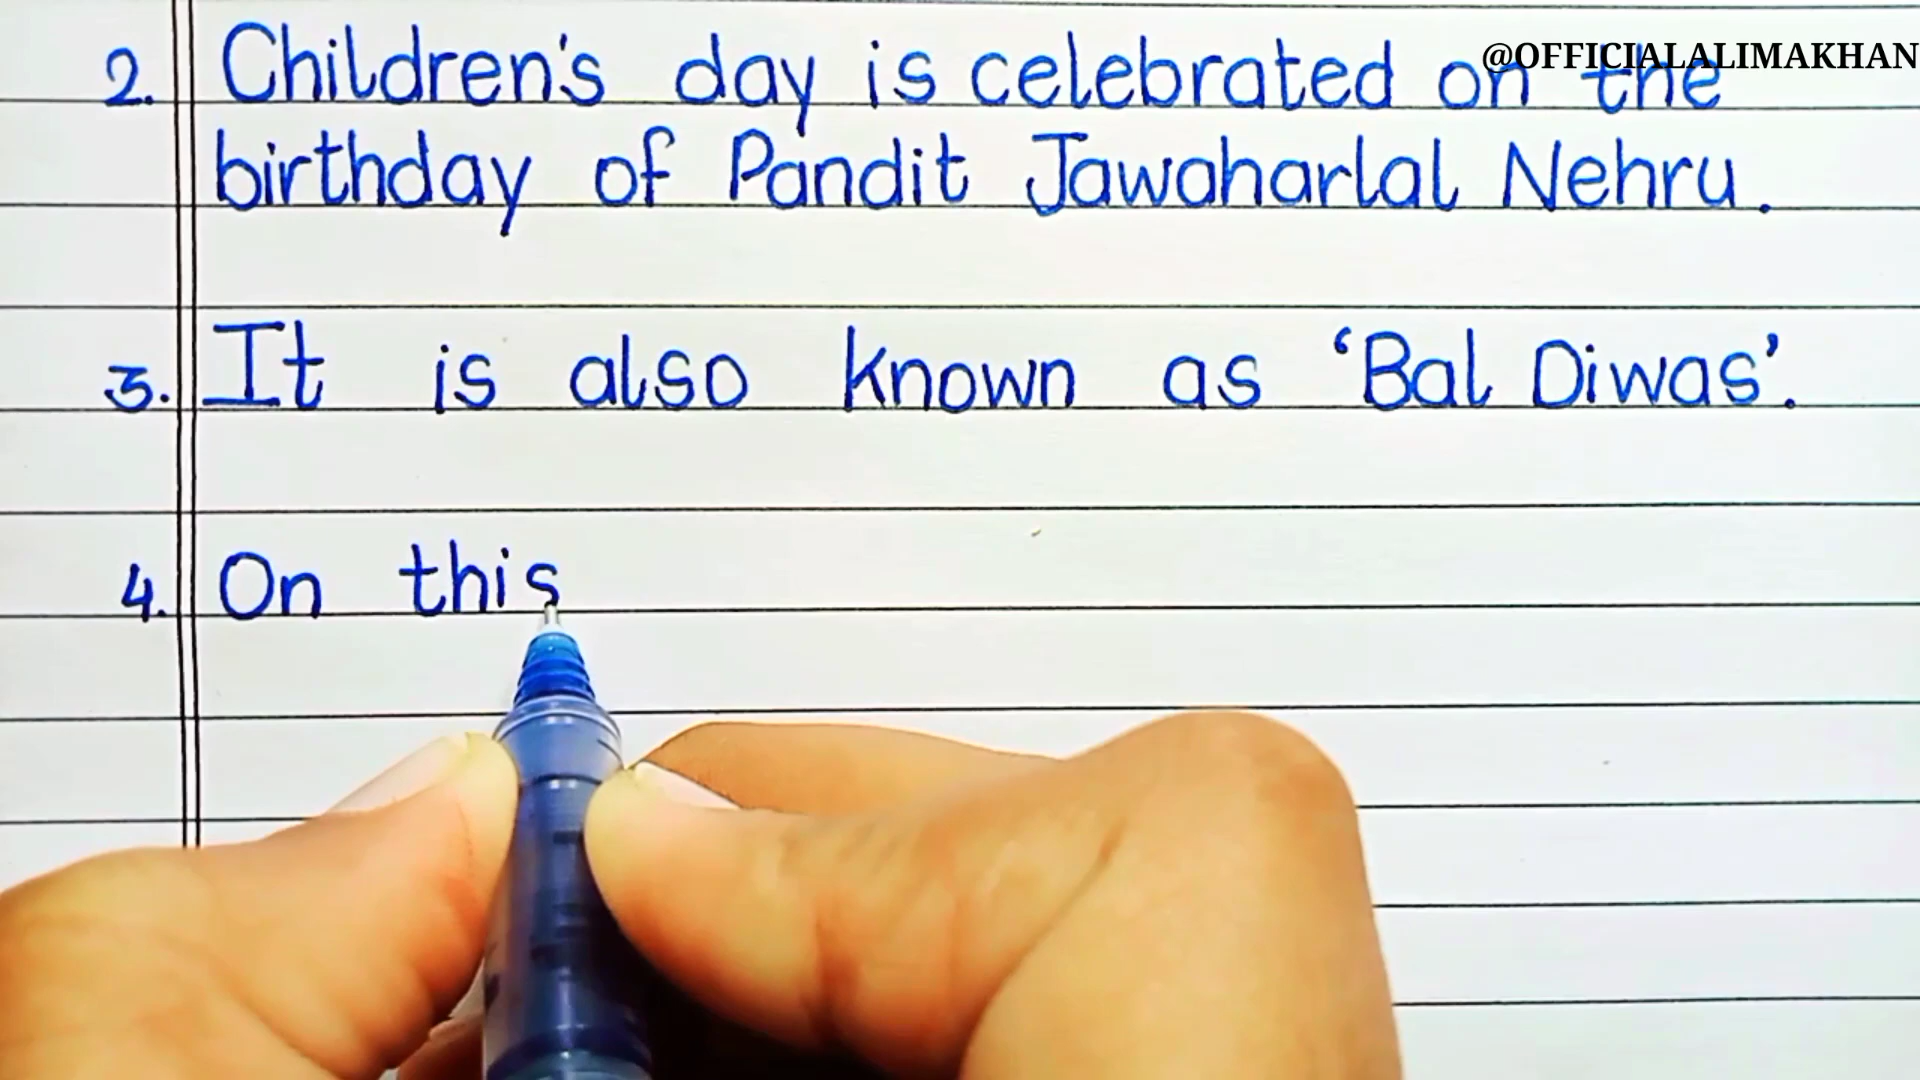 @OFFICIALALIMAKHAN
2. Children's day is celebrated on the
birthday of Pandit Jawaharlal Nehru.
3. It is also known as ‘Bal Diwas’.
4. On this